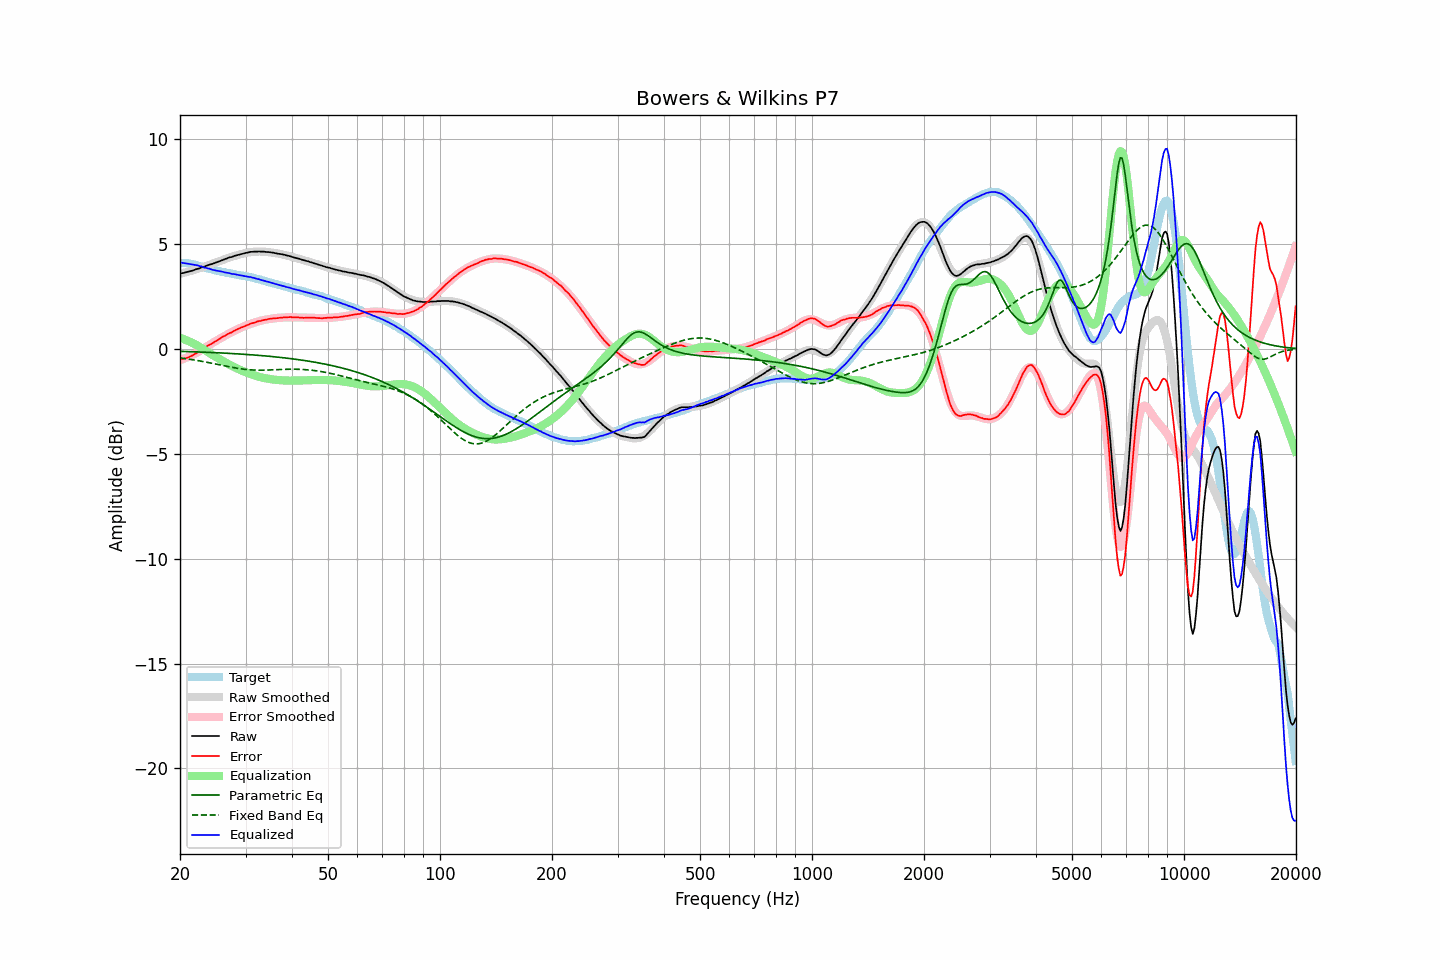 Bowers & Wilkins P7
Amplitude (dBr)
10
5
0
−5
−10
−15
−20
Target
Raw Smoothed
Error Smoothed
Raw
Error
Equalization
Parametric Eq
Fixed Band Eq
Equalized
20 50 100 200 500 1000 2000 5000 10000 20000
Frequency (Hz)